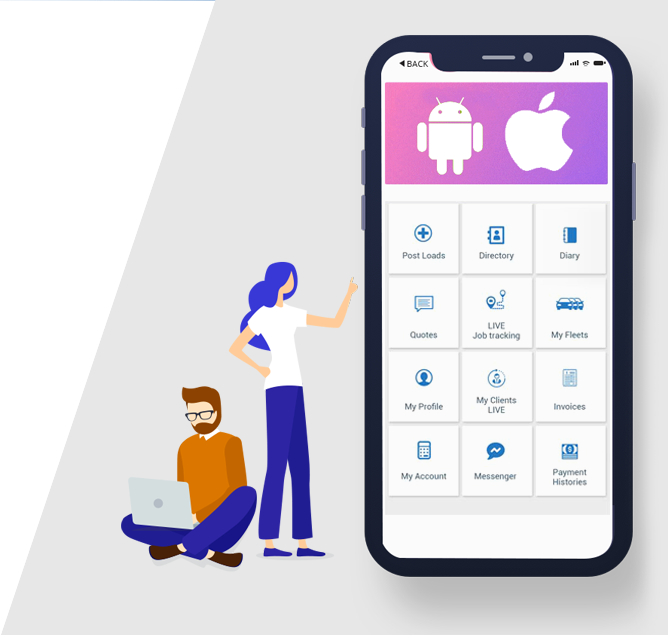 BACK
Post Loads
Directory
Diary
Quotes
LIVE
Job tracking
My Fleets
My Profile
My Clients
LIVE
Invoices
My Account
Messenger
Payment
Histories